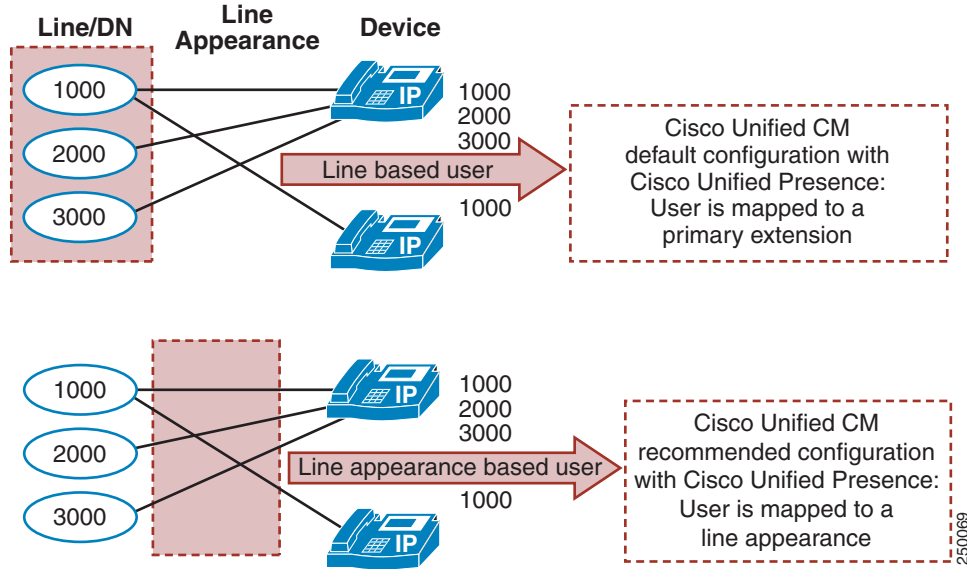 Line/DN
Line
Appearance
Device
1000
2000
3000
IP
1000
2000
3000
Line based user
1000
IP
Cisco Unified CM
default configuration with
Cisco Unified Presence:
User is mapped to a
primary extension
1000
2000
3000
IP
1000
2000
3000
Line appearance based user
1000
IP
Cisco Unified CM
recommended configuration
with Cisco Unified Presence:
User is mapped to a
line appearance
250069